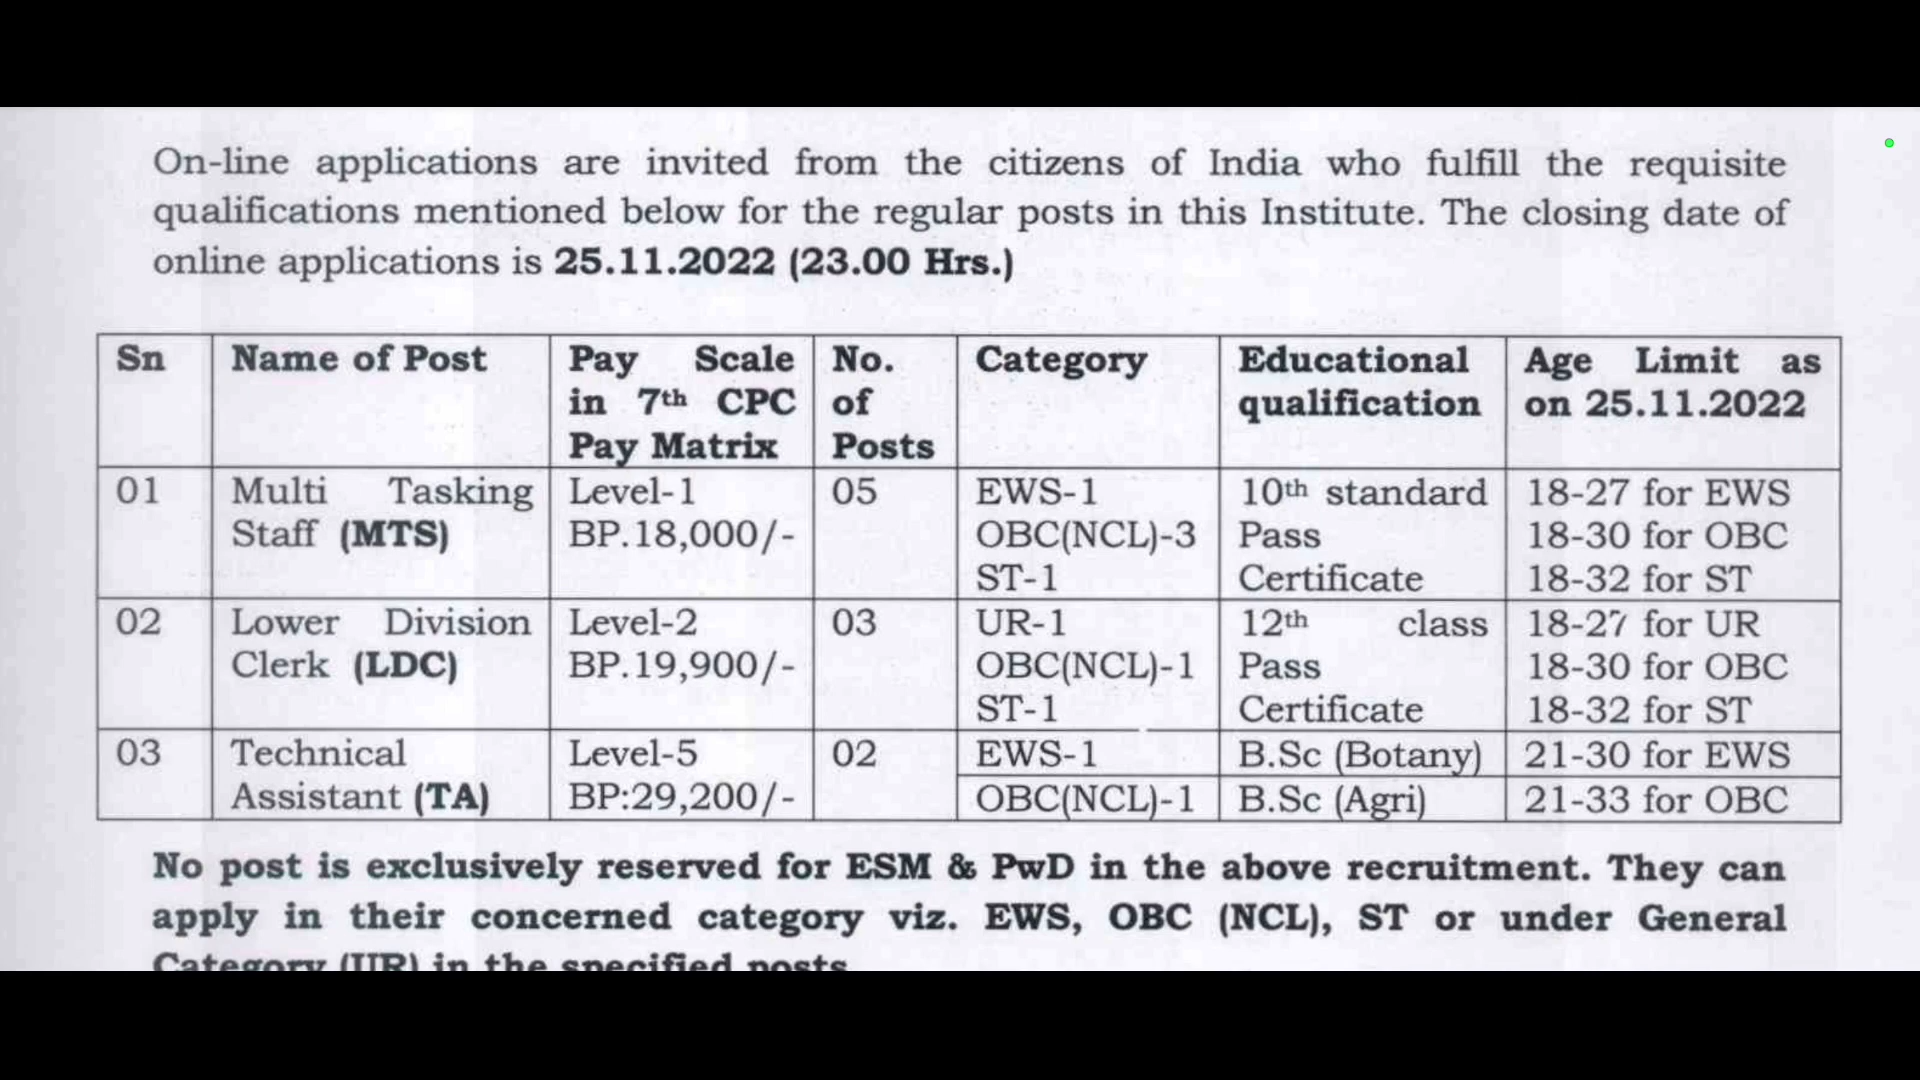 On-line applications are invited from the citizens of India who fulfill the requisite
qualifications mentioned below for the regular posts in this Institute. The closing date of
online applications is 25.11.2022 (23.00 Hrs.)
Sn Name of Post Pay Scale in 7th CPC Pay Matrix No. of Posts Category Educational qualification Age Limit as on 25.11.2022
01 Multi Tasking Staff (MTS) Level-1 BP.18,000/- 05 EWS-1 OBC(NCL)-3 ST-1 10th standard Pass Certificate 18-27 for EWS 18-30 for OBC 18-32 for ST
02 Lower Division Clerk (LDC) Level-2 BP.19,900/- 03 UR-1 OBC(NCL)-1 ST-1 12th class Pass Certificate 18-27 for UR 18-30 for OBC 18-32 for ST
03 Technical Assistant (TA) Level-5 BP:29,200/- 02 EWS-1 B.Sc (Botany) 21-30 for EWS
OBC(NCL)-1 B.Sc (Agri) 21-33 for OBC
No post is exclusively reserved for ESM & PwD in the above recruitment. They can
apply in their concerned category viz. EWS, OBC (NCL), ST or under General
Category (UR) in the specified posts